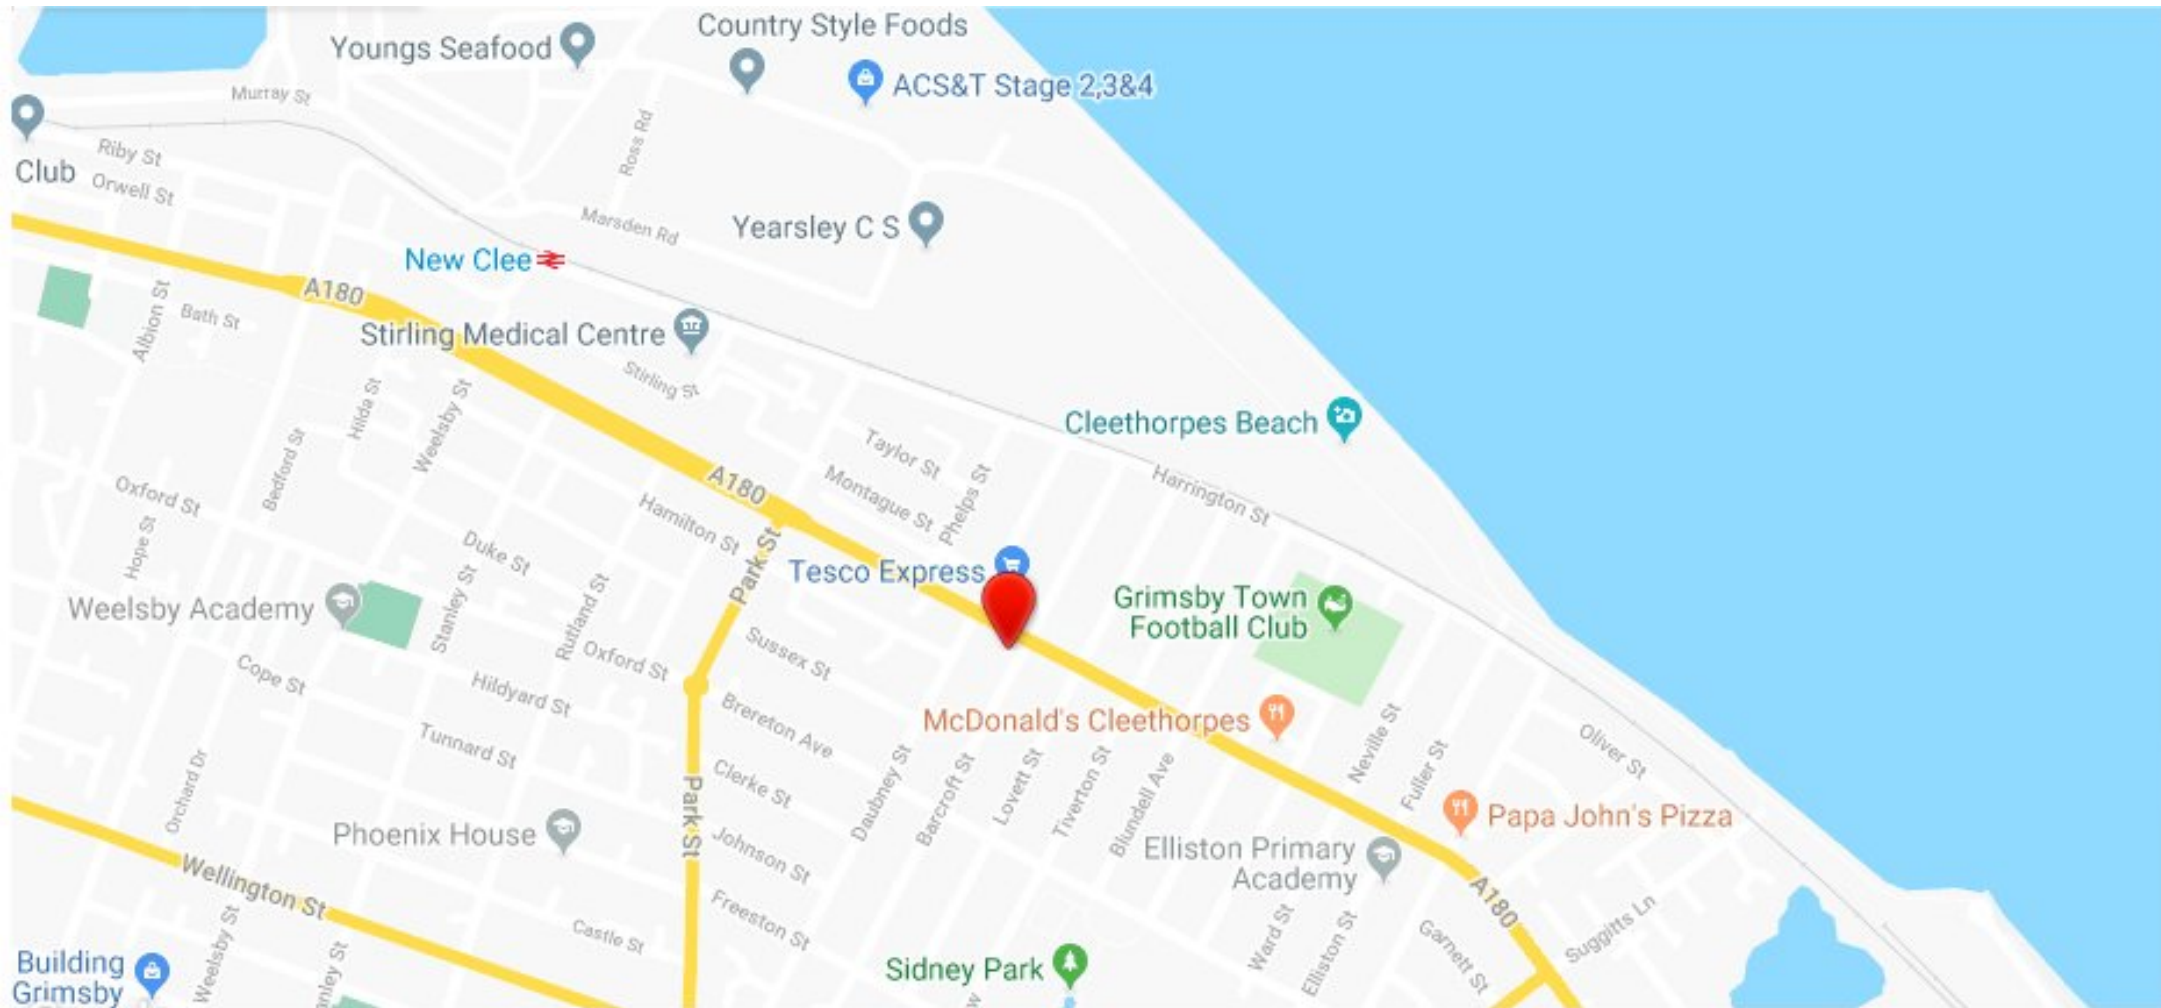 Country Style Foods
Youngs Seafood
ACS&T Stage 2,3&4
Murray St
Ross Rd
Riby St
Club
Orwell St
Marsden Rd
Yearsley C S
New Clee
A180
Albion St
Bath St
Stirling Medical Centre
Stirling St
Hilda St
Weelsby St
Cleethorpes Beach
Taylor St
Bedford St
A180
Montague St
Phelps St
Harrington St
Oxford St
Hamilton St
Hope St
Duke St
Park St
Tesco Express
Weelsby Academy
Stanley St
Rutland St
Grimsby Town
Football Club
Sussex St
Oxford St
Cope St
Hildyard St
Brereton Ave
McDonald's Cleethorpes
Tunnard St
Neville St
Oliver St
Fuller St
Orchard Dr
Clerke St
Daubney St
Barcroft St
Lovett St
Tiverton St
Blundell Ave
Park St
Papa John's Pizza
Phoenix House
Johnson St
Elliston Primary
Academy
Wellington St
A180
Freeston St
Castle St
Weelsby St
Ward St
Elliston St
Garnett St
Suggitts Ln
Building
Grimsby
nley St
Sidney Park
w